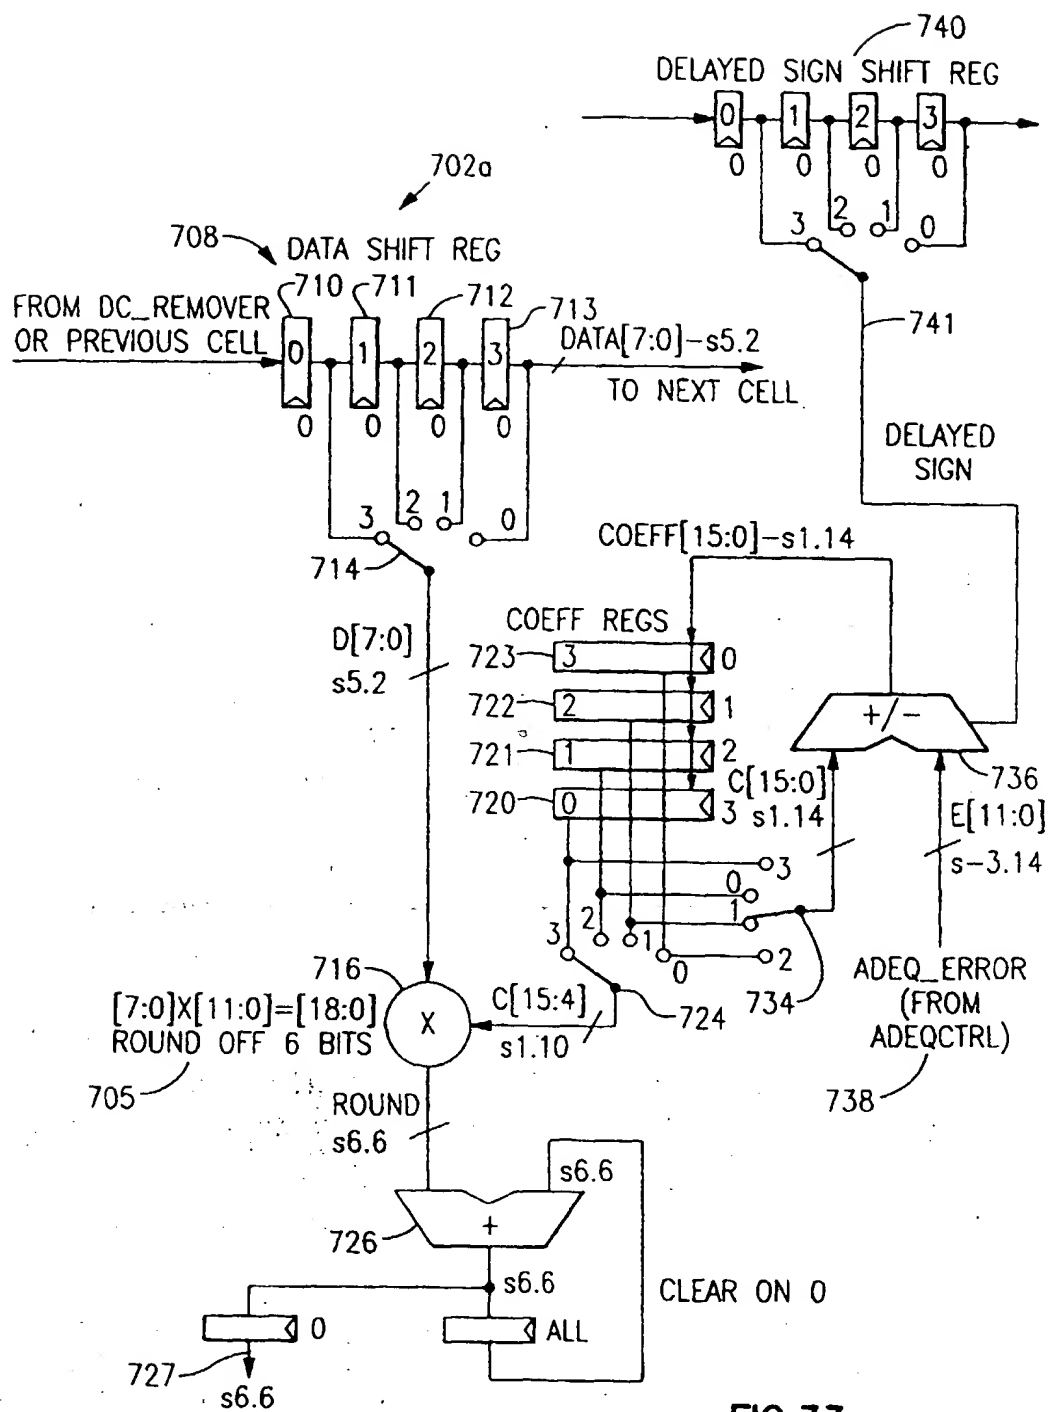 740
DELAYED SIGN SHIFT REG
0 1 2 3
0 0 0 0
3 2 1 0
741
DELAYED
SIGN
702a
708
DATA SHIFT REG
710 711 712 713
FROM DC_REMOVER
OR PREVIOUS CELL
0 1 2 3
DATA[7:0]-s5.2
TO NEXT CELL
0 0 0 0
3 2 1 0
714
D[7:0]
s5.2
COEFF[15:0]-s1.14
COEFF REGS
723 3 0
722 2 1
721 1 2
720 0 3
C[15:0]
s1.14
+/-
736
E[11:0]
s-3.14
3
0
1
2
3 2 1 0
734
724
ADEQ_ERROR
(FROM
ADEQCTRL)
738
716
[7:0]X[11:0]=[18:0]
ROUND OFF 6 BITS
705
X
C[15:4]
s1.10
ROUND
s6.6
s6.6
726
+
s6.6
CLEAR ON 0
0
ALL
727
s6.6